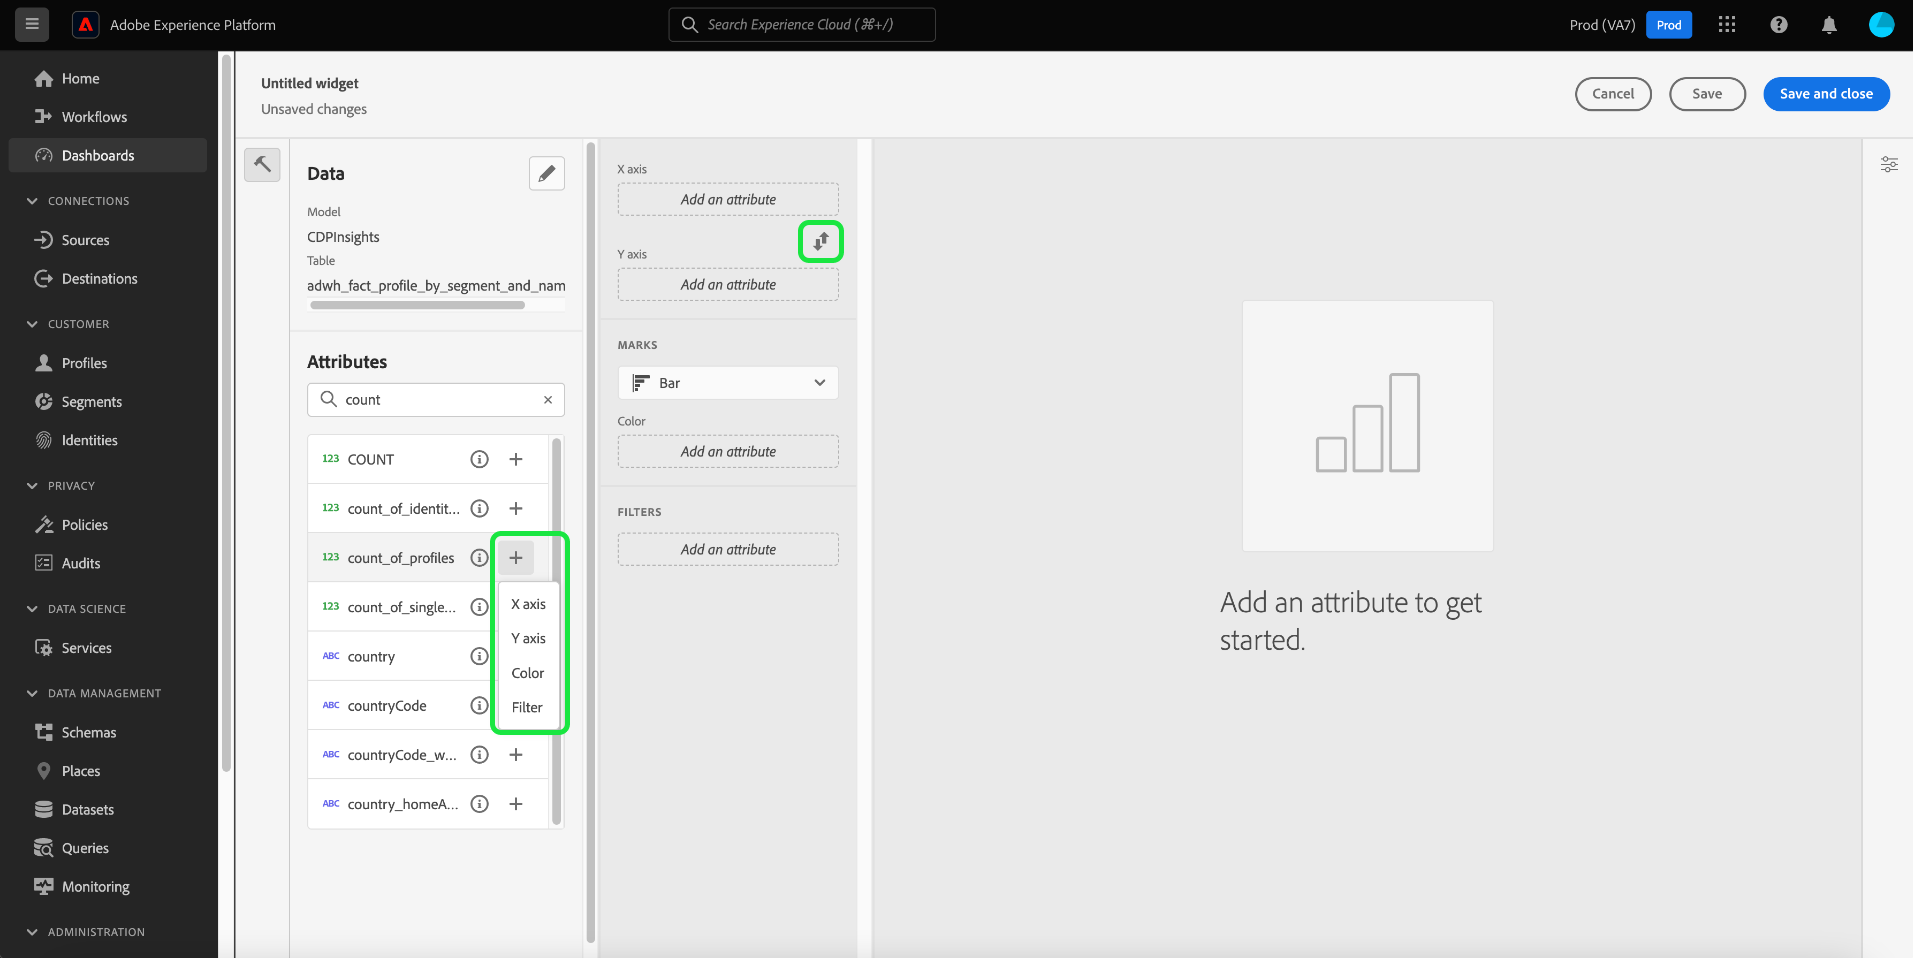 Adobe Experience Platform
Search Experience Cloud (⌘+/)
Prod (VA7)
Prod
Home
Workflows
Dashboards
CONNECTIONS
Sources
Destinations
CUSTOMER
Profiles
Segments
Identities
PRIVACY
Policies
Audits
DATA SCIENCE
Services
DATA MANAGEMENT
Schemas
Places
Datasets
Queries
Monitoring
ADMINISTRATION
Untitled widget
Unsaved changes
Cancel
Save
Save and close
Data
Model
CDPInsights
Table
adwh_fact_profile_by_segment_and_nam
Attributes
count
123 COUNT
123 count_of_identit...
123 count_of_profiles
123 count_of_single...
ABC country
ABC countryCode
ABC countryCode_w...
ABC country_homeA...
X axis
Y axis
Color
Filter
X axis
Add an attribute
Y axis
Add an attribute
MARKS
Bar
Color
Add an attribute
FILTERS
Add an attribute
Add an attribute to get
started.